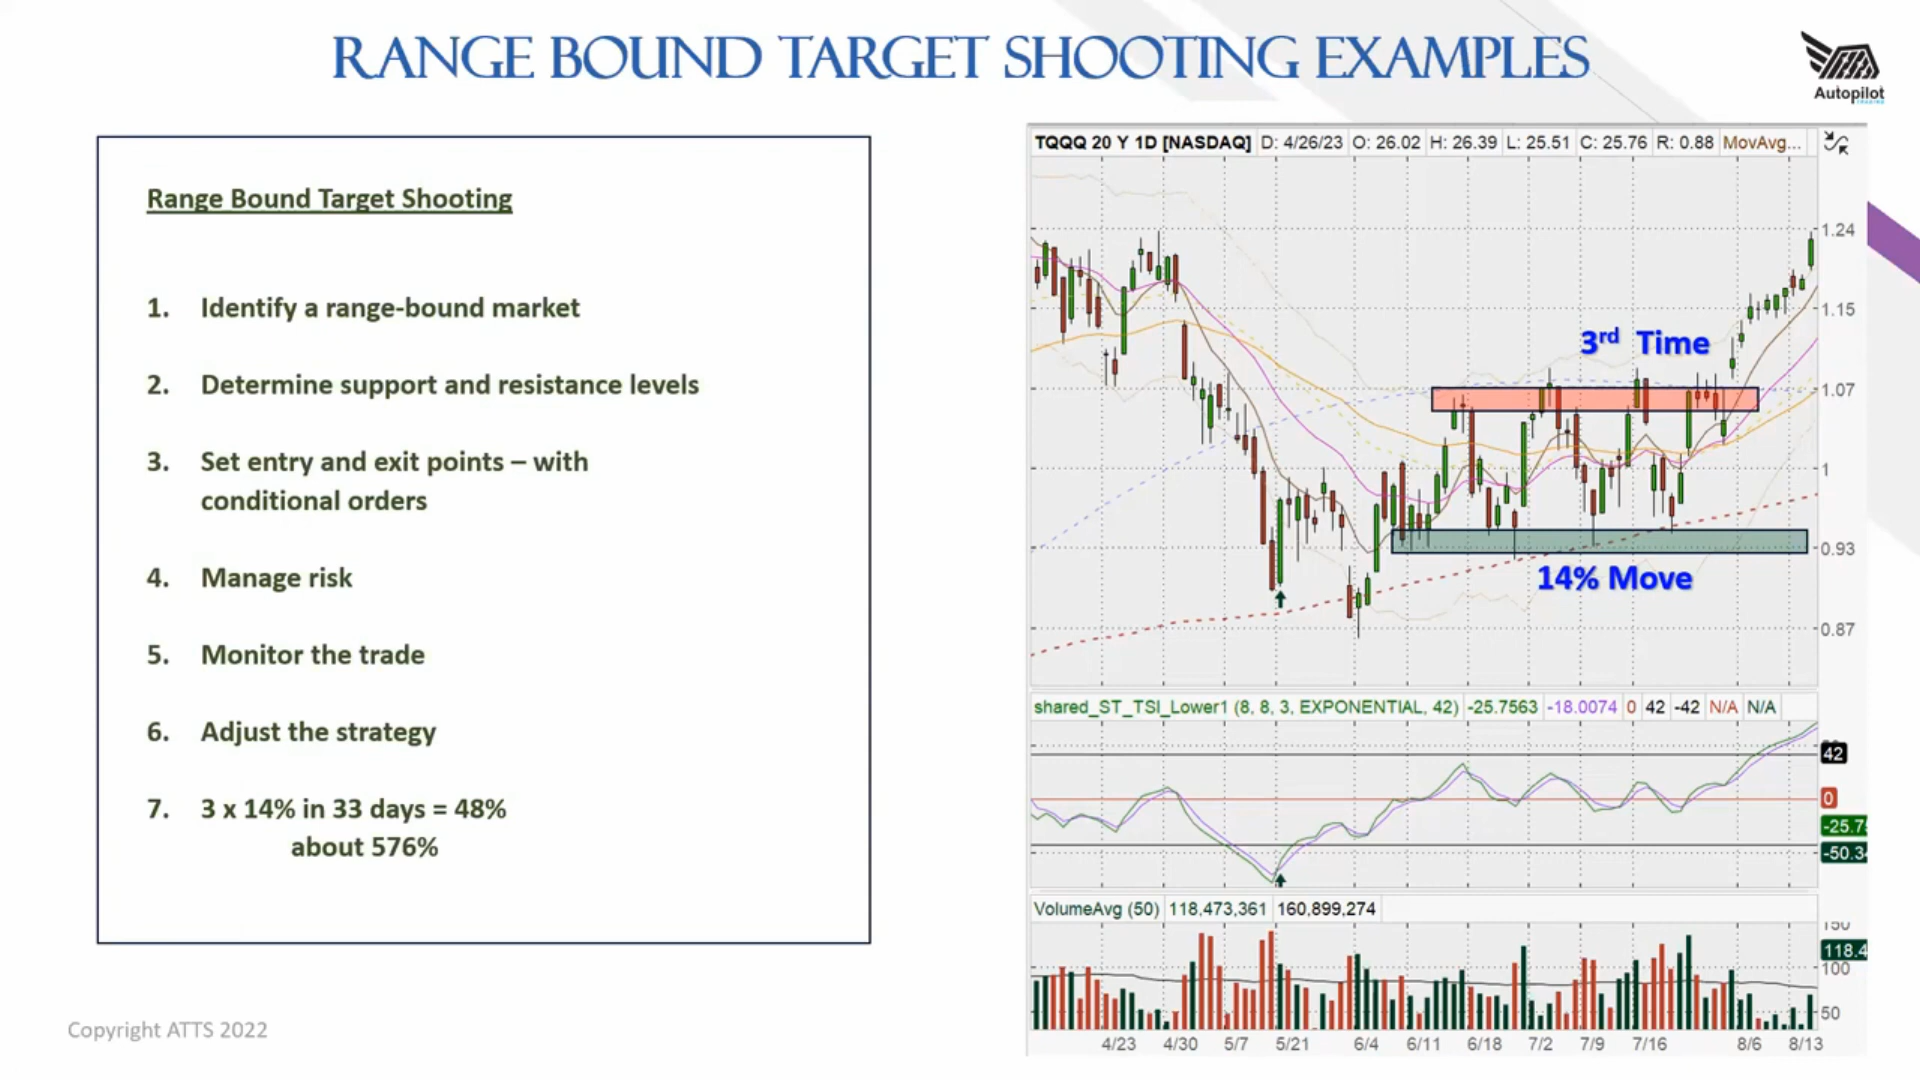 RANGE BOUND TARGET SHOOTING EXAMPLES
Autopilot
Range Bound Target Shooting
1. Identify a range-bound market
2. Determine support and resistance levels
3. Set entry and exit points – with
conditional orders
4. Manage risk
5. Monitor the trade
6. Adjust the strategy
7. 3 x 14% in 33 days = 48%
about 576%
Copyright ATTS 2022
TQQQ 20 Y 1D [NASDAQ] D: 4/26/23 O: 26.02 H: 26.39 L: 25.51 C: 25.76 R: 0.88 MovAvg...
1.24
1.15
3rd Time
1.07
1
0.93
14% Move
0.87
shared_ST_TSI_Lower1 (8, 8, 3, EXPONENTIAL, 42) -25.7563 -18.0074 0 42 -42 N/A N/A
42
0
-25.7
-50.3
VolumeAvg (50) 118,473,361 160,899,274
150
118.4
100
50
4/23 4/30 5/7 5/21 6/4 6/11 6/18 7/2 7/9 7/16 8/6 8/13